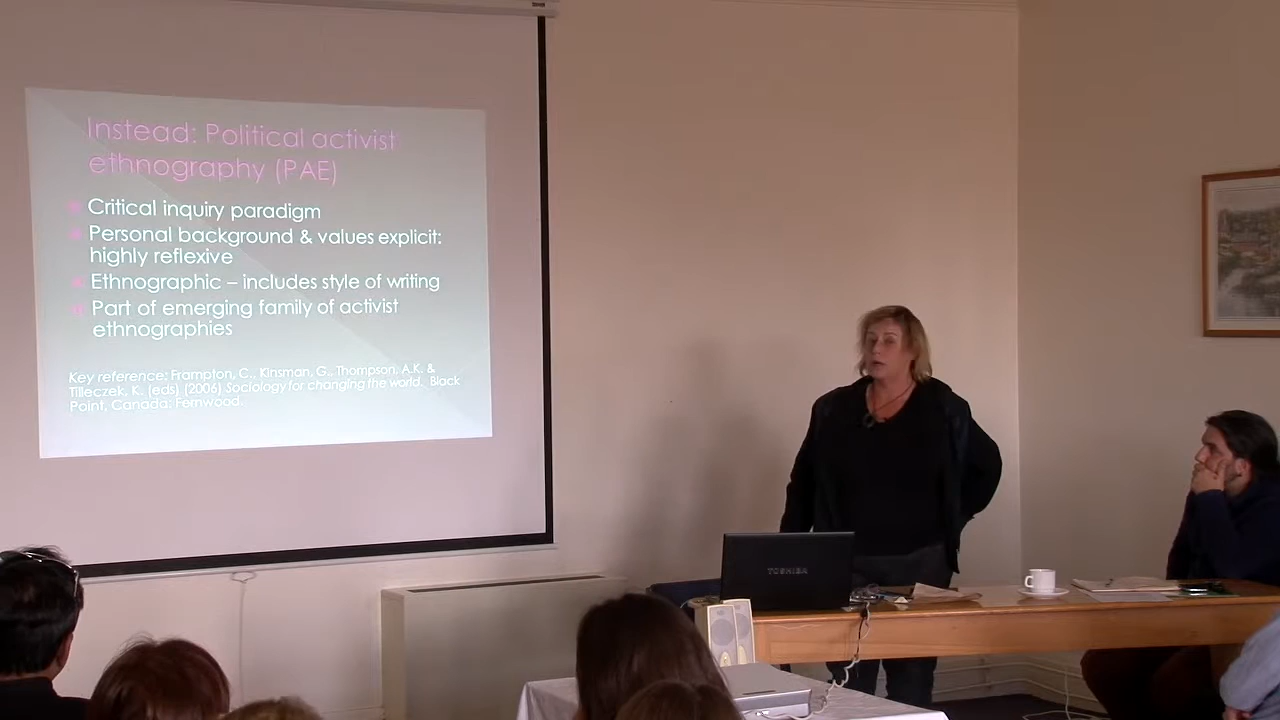 Instead: Political activist
ethnography (PAE)
Critical inquiry paradigm
Personal background & values explicit:
highly reflexive
Ethnographic – includes style of writing
Part of emerging family of activist
ethnographies
Key reference: Frampton, C., Kinsman, G., Thompson, A.K. &
Tilleczek, K. (eds) (2006) Sociology for changing the world. Black
Point, Canada: Fernwood.
TOSHIBA